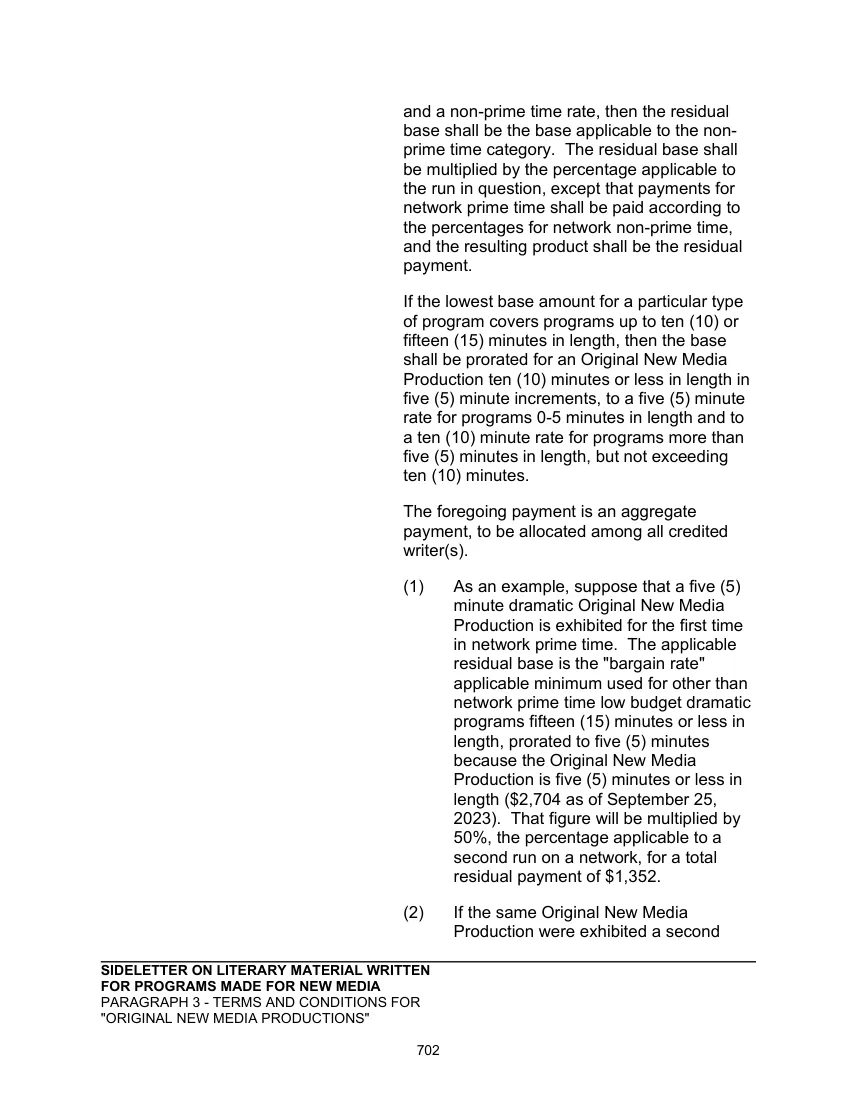 and a non-prime time rate, then the residual
base shall be the base applicable to the non-
prime time category.  The residual base shall
be multiplied by the percentage applicable to
the run in question, except that payments for
network prime time shall be paid according to
the percentages for network non-prime time,
and the resulting product shall be the residual
payment.
If the lowest base amount for a particular type
of program covers programs up to ten (10) or
fifteen (15) minutes in length, then the base
shall be prorated for an Original New Media
Production ten (10) minutes or less in length in
five (5) minute increments, to a five (5) minute
rate for programs 0-5 minutes in length and to
a ten (10) minute rate for programs more than
five (5) minutes in length, but not exceeding
ten (10) minutes.
The foregoing payment is an aggregate
payment, to be allocated among all credited
writer(s).
(1) As an example, suppose that a five (5)
minute dramatic Original New Media
Production is exhibited for the first time
in network prime time.  The applicable
residual base is the "bargain rate"
applicable minimum used for other than
network prime time low budget dramatic
programs fifteen (15) minutes or less in
length, prorated to five (5) minutes
because the Original New Media
Production is five (5) minutes or less in
length ($2,704 as of September 25,
2023).  That figure will be multiplied by
50%, the percentage applicable to a
second run on a network, for a total
residual payment of $1,352.
(2) If the same Original New Media
Production were exhibited a second
SIDELETTER ON LITERARY MATERIAL WRITTEN
FOR PROGRAMS MADE FOR NEW MEDIA
PARAGRAPH 3 - TERMS AND CONDITIONS FOR
"ORIGINAL NEW MEDIA PRODUCTIONS"
702